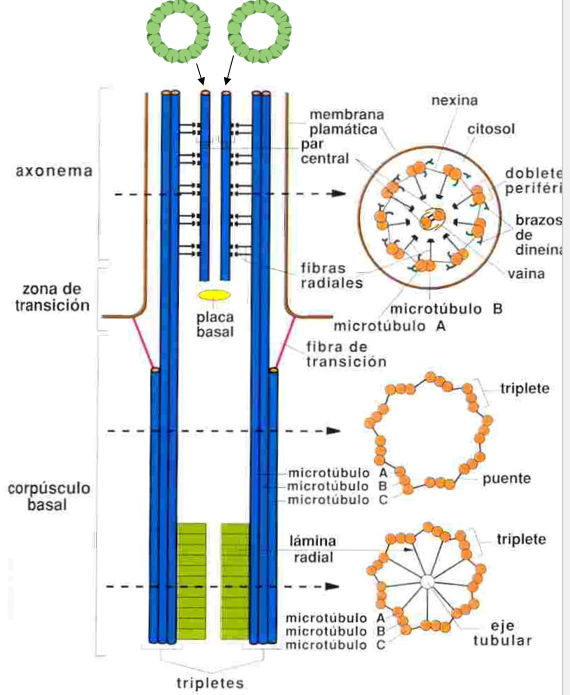 axonema
zona de
transición
corpúsculo
basal
placa
basal
membrana
plamática
par
central
fibras
radiales
fibra de
transición
microtúbulo A
microtúbulo B
microtúbulo C
lámina
radial
microtúbulo A
microtúbulo B
microtúbulo C
tripletes
nexina
citosol
doblete
periféri
brazos
de
dineína
vaina
microtúbulo B
microtúbulo A
triplete
puente
triplete
eje
tubular